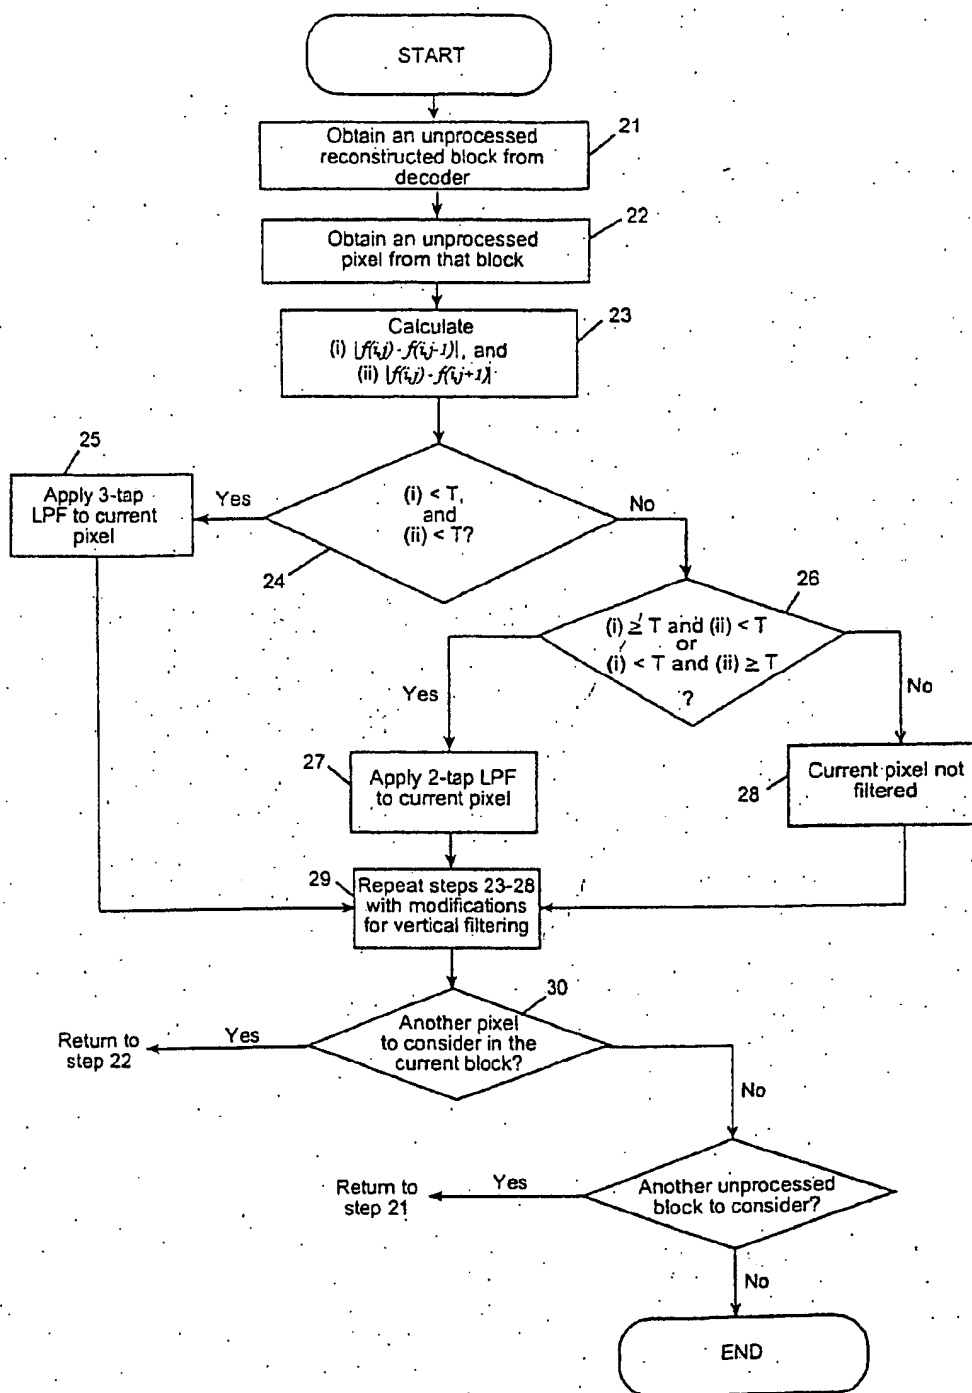 START
21
Obtain an unprocessed
reconstructed block from
decoder
22
Obtain an unprocessed
pixel from that block
23
Calculate
(i) |f(i,j) - f(i,j-1)|, and
(ii) |f(i,j) - f(i,j+1)|
25
Apply 3-tap
LPF to current
pixel
Yes
(i) < T,
and
(ii) < T?
No
24
26
(i) ≥ T and (ii) < T
or
(i) < T and (ii) ≥ T
?
Yes
No
27
Apply 2-tap LPF
to current pixel
28
Current pixel not
filtered
29
Repeat steps 23-28
with modifications
for vertical filtering
30
Another pixel
to consider in the
current block?
Yes
Return to
step 22
No
Another unprocessed
block to consider?
Yes
Return to
step 21
No
END